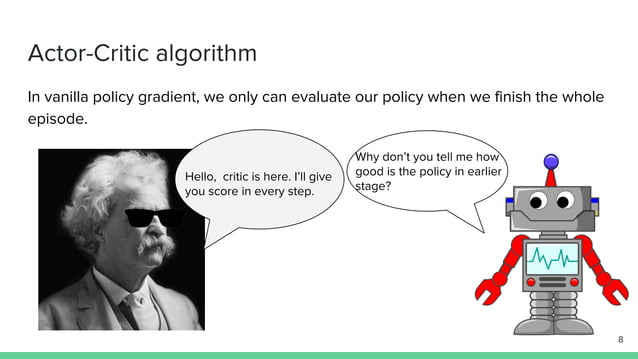 Actor-Critic algorithm
In vanilla policy gradient, we only can evaluate our policy when we finish the whole
episode.
Hello,  critic is here. I’ll give
you score in every step.
Why don’t you tell me how
good is the policy in earlier
stage?
8